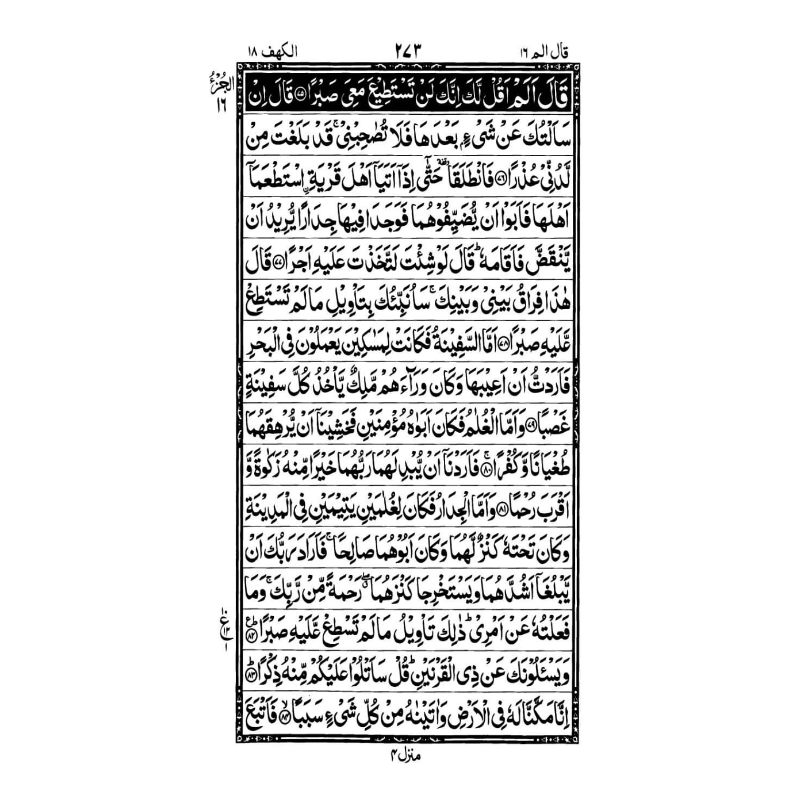 قال الم ١٦ ٢٧٣ الكهف ١٨
الجزء ١٦
قَالَ اَلَمْ اَقُلْ لَّكَ اِنَّكَ لَنْ تَسْتَطِيْعَ مَعِيَ صَبْرًا ﴿٧٥﴾ قَالَ اِنْ
سَاَلْتُكَ عَنْ شَيْءٍۭ بَعْدَهَا فَلَا تُصٰحِبْنِيْ ۚ قَدْ بَلَغْتَ مِنْ
لَّدُنِّيْ عُذْرًا ﴿٧٦﴾ فَانْطَلَقَا ۥ حَتّٰۤى اِذَاۤ اَتَيَاۤ اَهْلَ قَرْيَةِ ِۨاسْتَطْعَمَاۤ
اَهْلَهَا فَاَبَوْا اَنْ يُّضَيِّفُوْهُمَا فَوَجَدَا فِيْهَا جِدَارًا يُّرِيْدُ اَنْ
يَّنْقَضَّ فَاَقَامَهٗ ؕ قَالَ لَوْ شِئْتَ لَتَّخَذْتَ عَلَيْهِ اَجْرًا ﴿٧٧﴾ قَالَ
هٰذَا فِرَاقُ بَيْنِيْ وَبَيْنِكَ ۚ سَاُنَبِّئُكَ بِتَاْوِيْلِ مَا لَمْ تَسْتَطِعْ
عَّلَيْهِ صَبْرًا ﴿٧٨﴾ اَمَّا السَّفِيْنَةُ فَكَانَتْ لِمَسٰكِيْنَ يَعْمَلُوْنَ فِي الْبَحْرِ
فَاَرَدْتُّ اَنْ اَعِيْبَهَا وَكَانَ وَرَآءَهُمْ مَّلِكٌ يَّاْخُذُ كُلَّ سَفِيْنَةٍ
غَصْبًا ﴿٧٩﴾ وَاَمَّا الْغُلٰمُ فَكَانَ اَبَوٰهُ مُؤْمِنَيْنِ فَخَشِيْنَاۤ اَنْ يُّرْهِقَهُمَا
طُغْيَانًا وَّكُفْرًا ۚ﴿٨٠﴾ فَاَرَدْنَاۤ اَنْ يُّبْدِلَهُمَا رَبُّهُمَا خَيْرًا مِّنْهُ زَكٰوةً وَّ
اَقْرَبَ رُحْمًا ﴿٨١﴾ وَاَمَّا الْجِدَارُ فَكَانَ لِغُلٰمَيْنِ يَتِيْمَيْنِ فِي الْمَدِيْنَةِ
وَكَانَ تَحْتَهٗ كَنْزٌ لَّهُمَا وَكَانَ اَبُوْهُمَا صَالِحًا ۚ فَاَرَادَ رَبُّكَ اَنْ
يَّبْلُغَاۤ اَشُدَّهُمَا وَيَسْتَخْرِجَا كَنْزَهُمَا ۖ رَحْمَةً مِّنْ رَّبِّكَ ۚ وَمَا
فَعَلْتُهٗ عَنْ اَمْرِيْ ؕ ذٰلِكَ تَاْوِيْلُ مَا لَمْ تَسْطِعْ عَّلَيْهِ صَبْرًا ؕ﴿٨٢﴾
وَيَسْـَٔلُوْنَكَ عَنْ ذِي الْقَرْنَيْنِ ؕ قُلْ سَاَتْلُوْا عَلَيْكُمْ مِّنْهُ ذِكْرًا ؕ﴿٨٣﴾
اِنَّا مَكَّنَّا لَهٗ فِي الْاَرْضِ وَاٰتَيْنٰهُ مِنْ كُلِّ شَيْءٍ سَبَبًا ۙ﴿٨٤﴾ فَاَتْبَعَ
منزل ٤